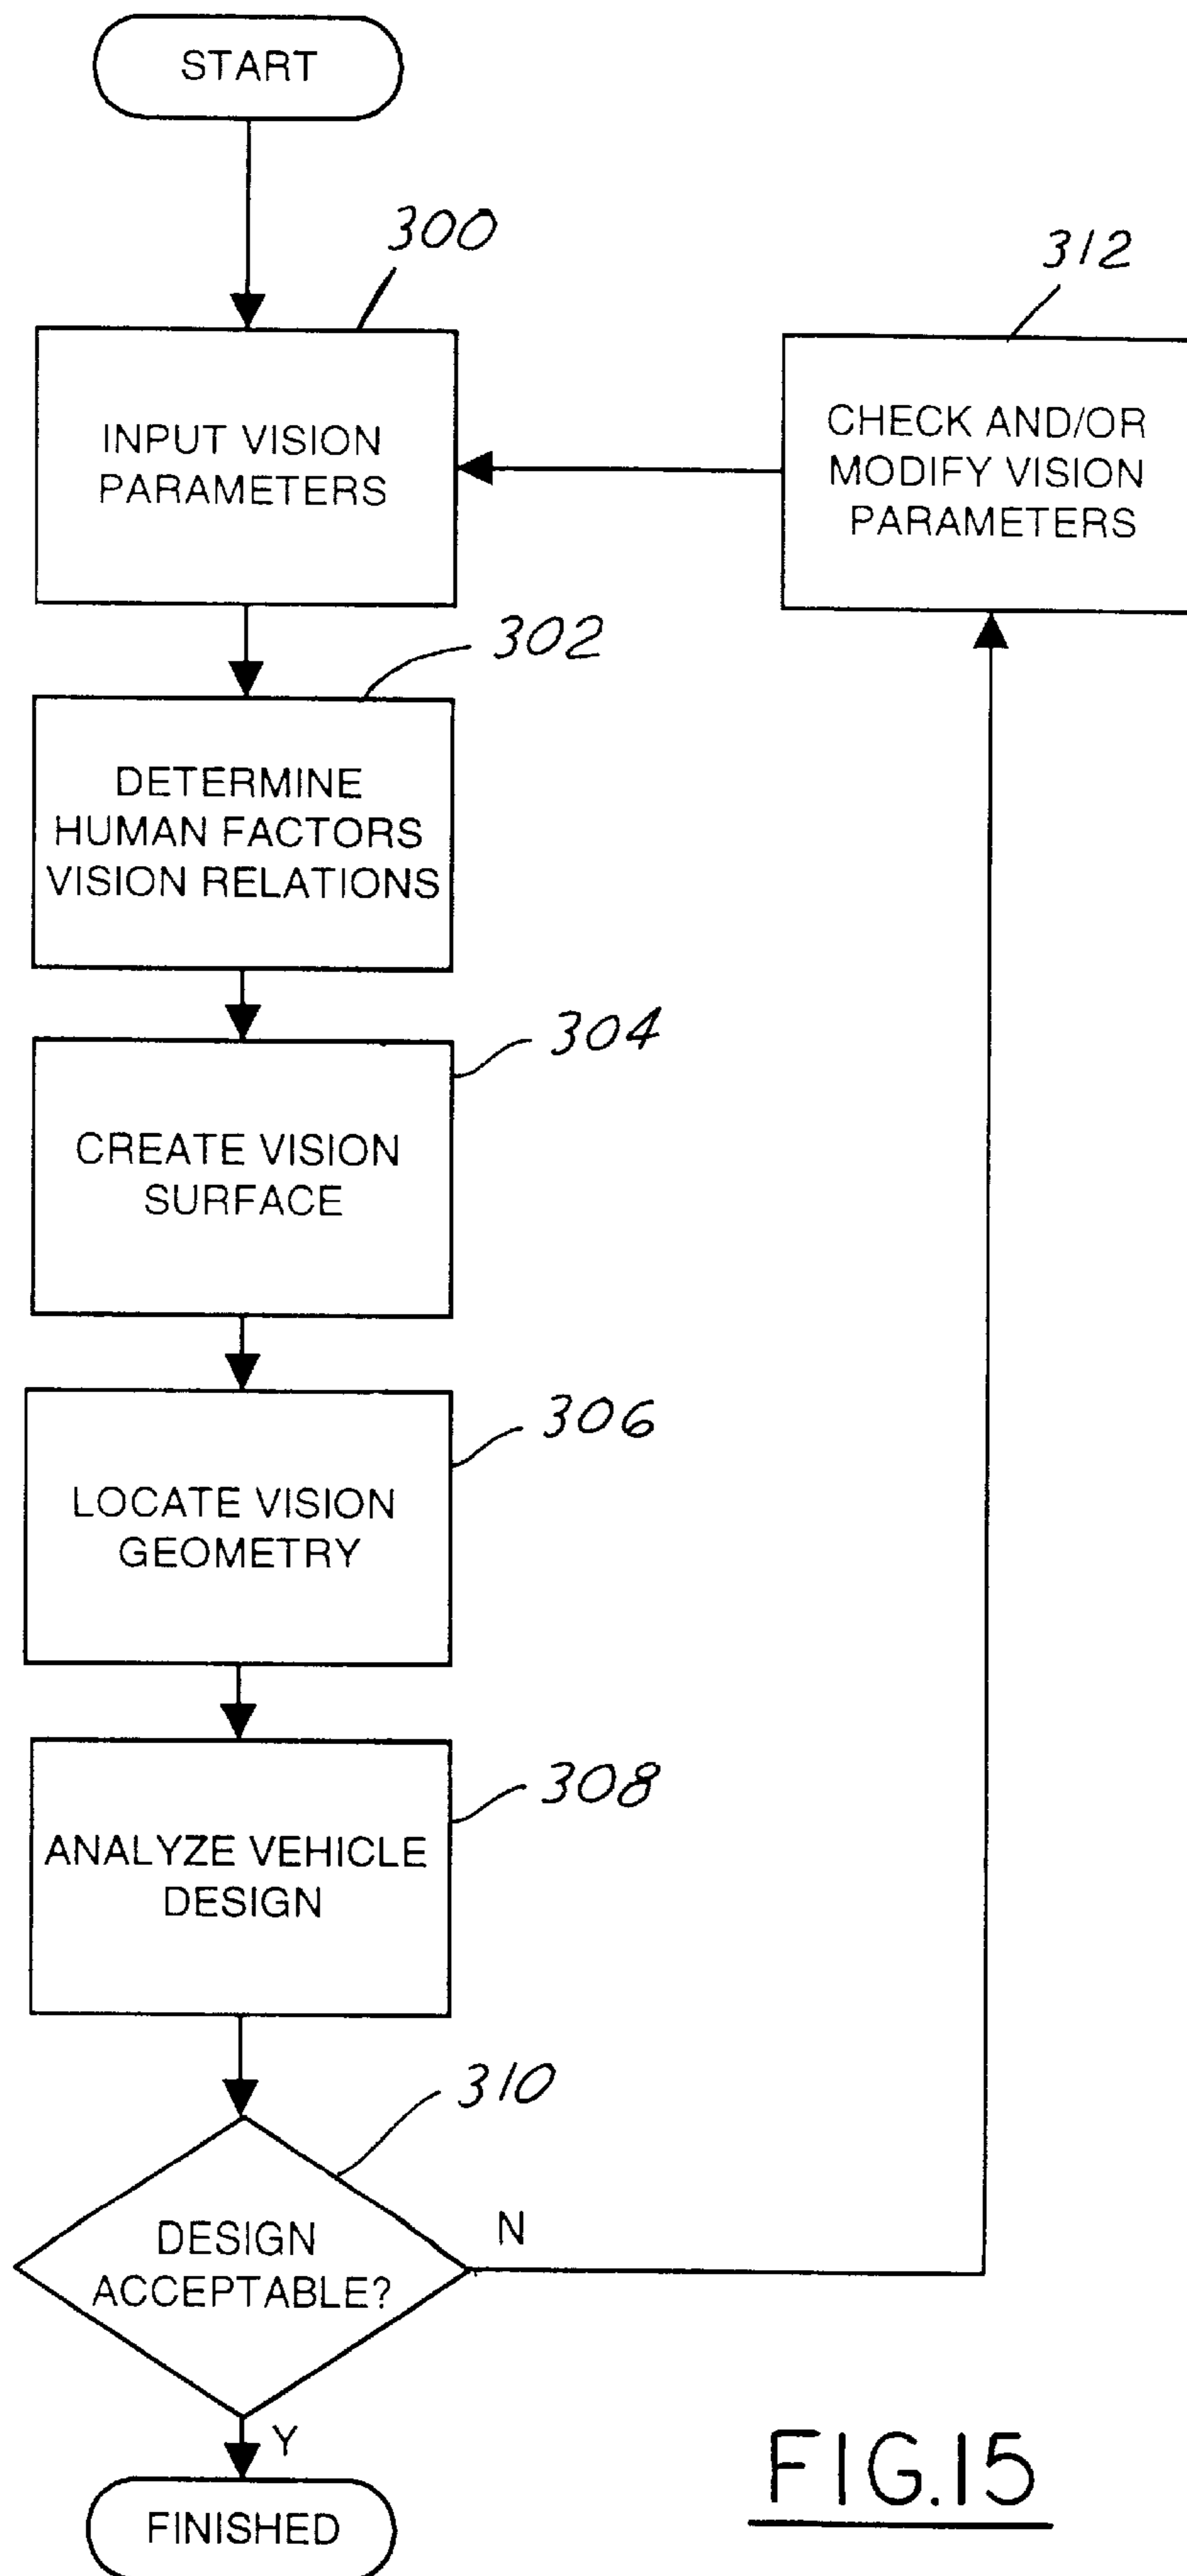 START
300
INPUT VISION
PARAMETERS
312
CHECK AND/OR
MODIFY VISION
PARAMETERS
302
DETERMINE
HUMAN FACTORS
VISION RELATIONS
304
CREATE VISION
SURFACE
306
LOCATE VISION
GEOMETRY
308
ANALYZE VEHICLE
DESIGN
310
DESIGN
ACCEPTABLE?
N
Y
FINISHED
FIG.15